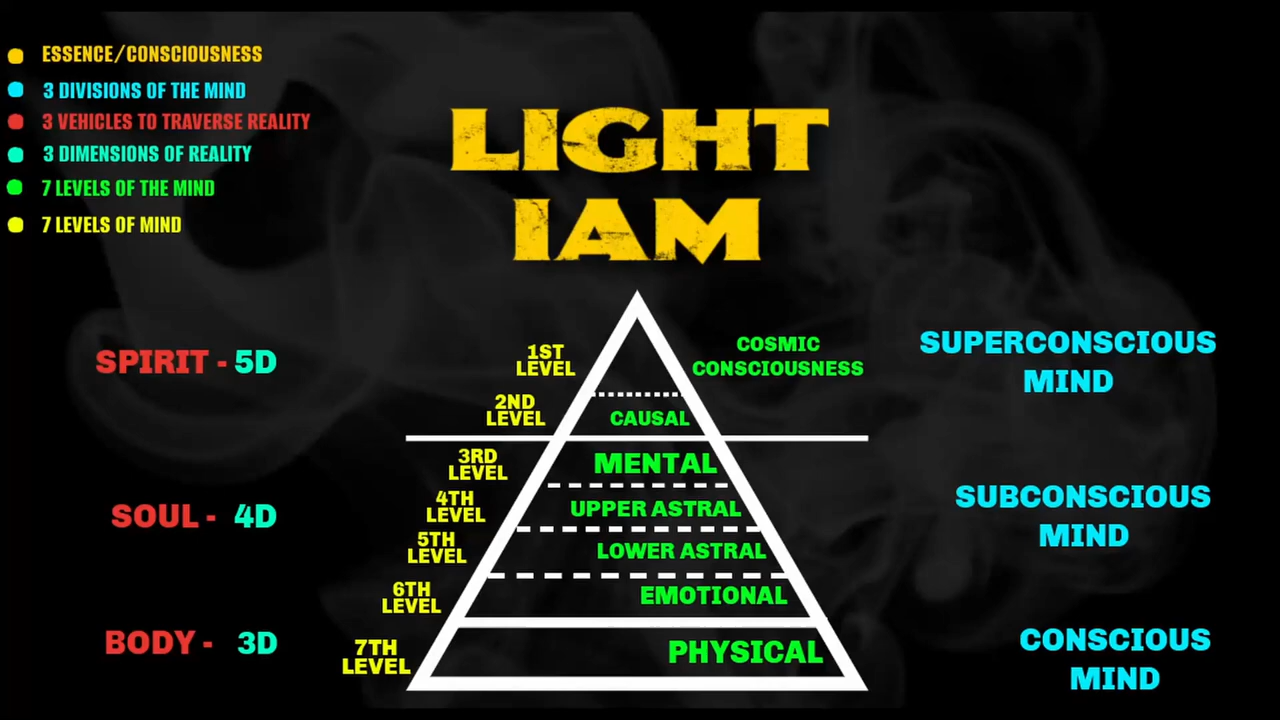 ESSENCE/CONSCIOUSNESS
3 DIVISIONS OF THE MIND
3 VEHICLES TO TRAVERSE REALITY
3 DIMENSIONS OF REALITY
7 LEVELS OF THE MIND
7 LEVELS OF MIND
LIGHT
IAM
SPIRIT - 5D
1ST
LEVEL
COSMIC
CONSCIOUSNESS
SUPERCONSCIOUS
MIND
2ND
LEVEL
CAUSAL
3RD
LEVEL
MENTAL
SOUL - 4D
4TH
LEVEL
UPPER ASTRAL
SUBCONSCIOUS
MIND
5TH
LEVEL
LOWER ASTRAL
6TH
LEVEL
EMOTIONAL
BODY - 3D
7TH
LEVEL
PHYSICAL
CONSCIOUS
MIND